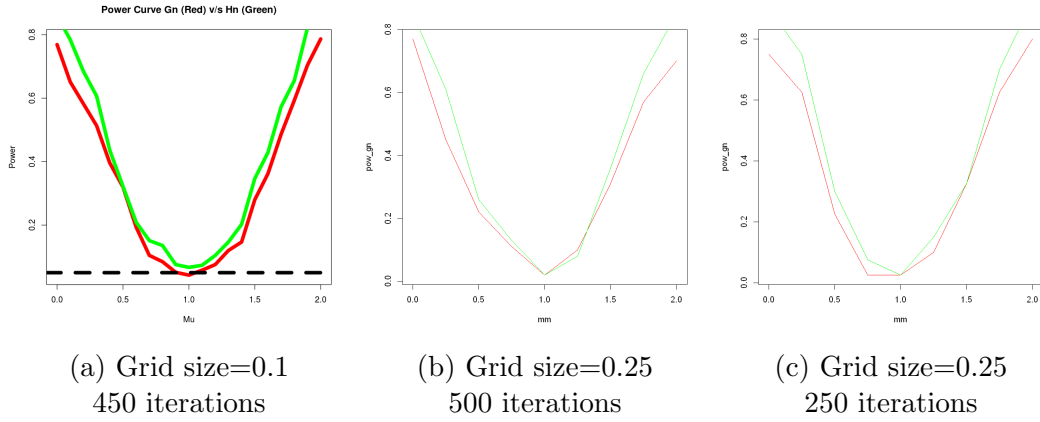 Power Curve Gn (Red) v/s Hn (Green)
Power
0.2
0.4
0.6
0.8
0.0
0.5
1.0
1.5
2.0
Mu
pow_gn
0.0
0.2
0.4
0.6
0.8
0.0
0.5
1.0
1.5
2.0
mm
pow_gn
0.0
0.2
0.4
0.6
0.8
0.0
0.5
1.0
1.5
2.0
mm
(a) Grid size=0.1
450 iterations
(b) Grid size=0.25
500 iterations
(c) Grid size=0.25
250 iterations